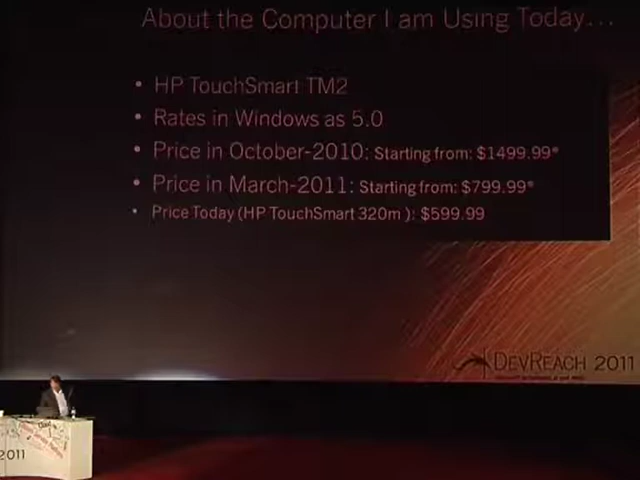 About the Computer I am Using Today...
• HP TouchSmart TM2
• Rates in Windows as 5.0
• Price in October-2010: Starting from: $1499.99*
• Price in March-2011: Starting from: $799.99*
• Price Today (HP TouchSmart 320m ): $599.99
DEVREACH 2011
2011